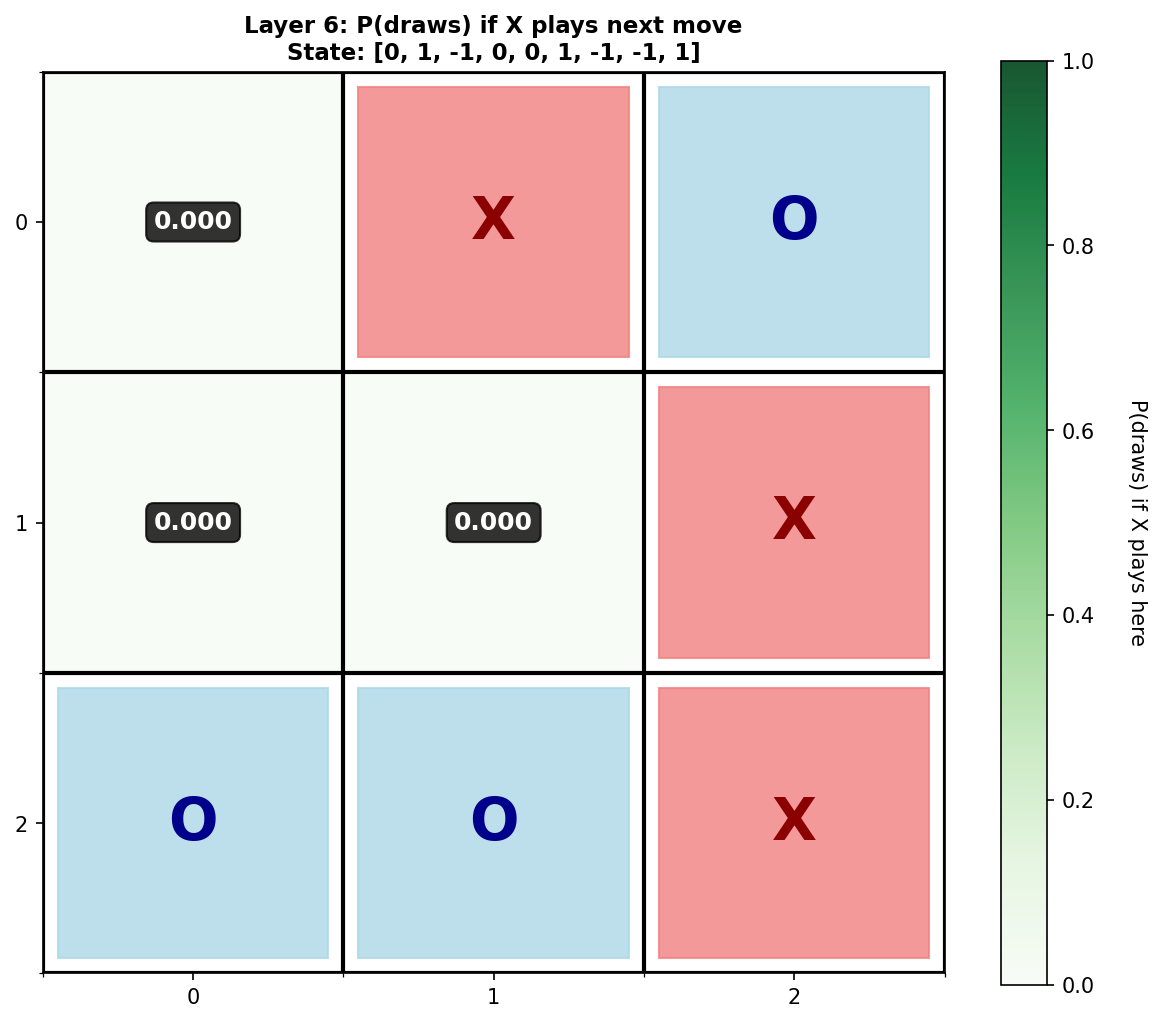 Layer 6: P(draws) if X plays next move
State: [0, 1, -1, 0, 0, 1, -1, -1, 1]
0
0.000
X
O
1
0.000
0.000
X
2
O
O
X
0
1
2
1.0
0.8
0.6
0.4
0.2
0.0
P(draws) if X plays here